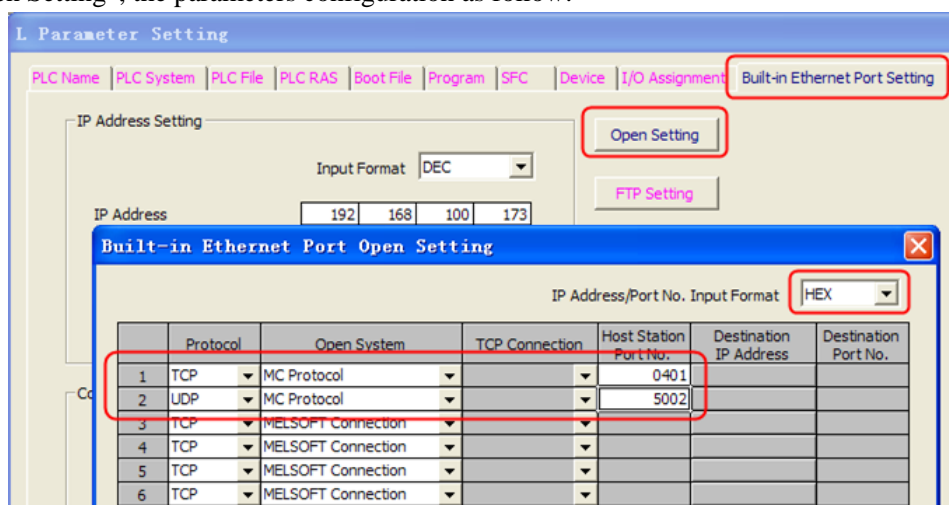 en Setting", the parameters configuration as follow:
L Parameter Setting
PLC Name PLC System PLC File PLC RAS Boot File Program SFC Device I/O Assignment Built-in Ethernet Port Setting
IP Address Setting
Open Setting
Input Format DEC
FTP Setting
IP Address 192 168 100 173
Built-in Ethernet Port Open Setting
IP Address/Port No. Input Format HEX
Protocol Open System TCP Connection Host Station Port No. Destination IP Address Destination Port No.
1 TCP MC Protocol 0401
2 UDP MC Protocol 5002
3 TCP MELSOFT Connection
4 TCP MELSOFT Connection
5 TCP MELSOFT Connection
6 TCP MELSOFT Connection